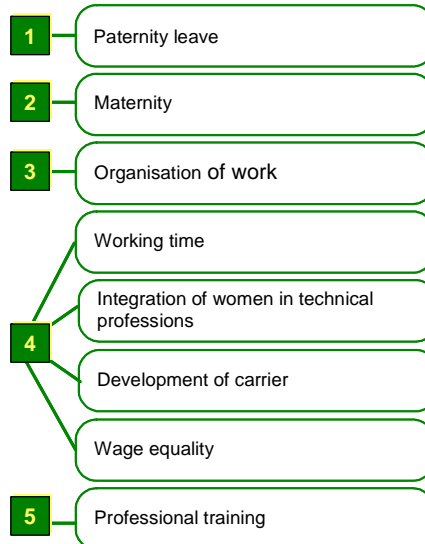 1 Paternity leave
2 Maternity
3 Organisation of work
Working time
Integration of women in technical
professions
4
Development of carrier
Wage equality
5 Professional training